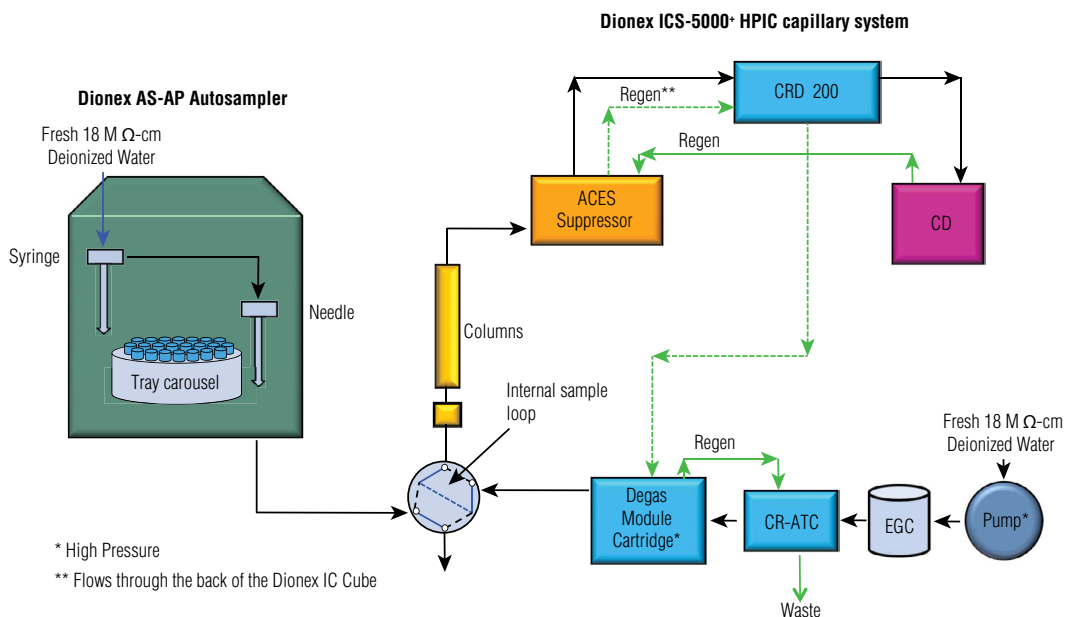 Dionex ICS-5000+ HPIC capillary system
Dionex AS-AP Autosampler
Fresh 18 M Ω-cm
Deionized Water
Syringe
Needle
Tray carousel
Regen**
CRD 200
Regen
ACES
Suppressor
CD
Columns
Internal sample
loop
Fresh 18 M Ω-cm
Deionized Water
Regen
Degas
Module
Cartridge*
CR-ATC
EGC
Pump*
Waste
* High Pressure
** Flows through the back of the Dionex IC Cube